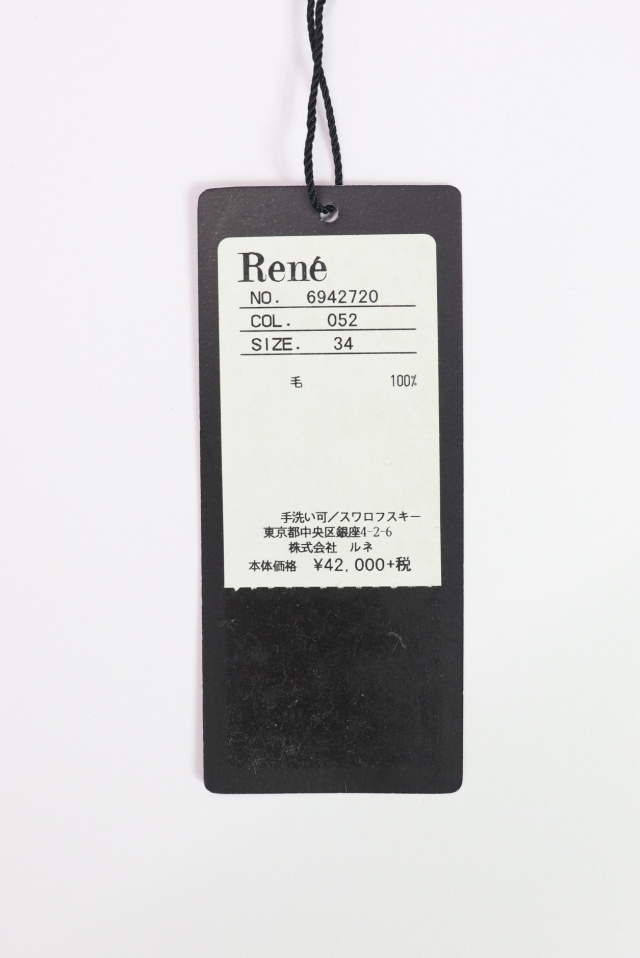 René
NO. 6942720
COL. 052
SIZE. 34
毛 100%
手洗い可/スワロフスキー
東京都中央区銀座4-2-6
株式会社 ルネ
本体価格 ¥42,000+税